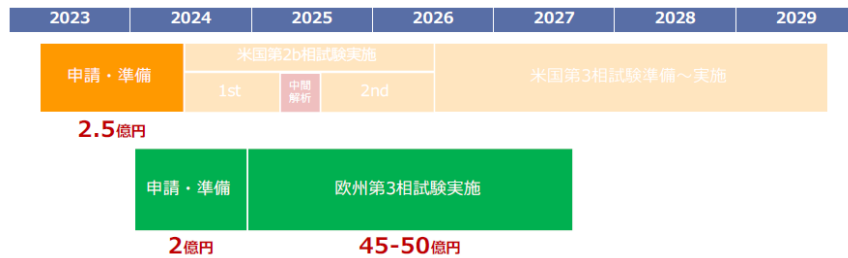 2023 2024 2025 2026 2027 2028 2029
申請・準備
米国第2b相試験実施
1st
中間
解析
2nd
米国第3相試験準備～実施
2.5億円
申請・準備
欧州第3相試験実施
2億円
45-50億円